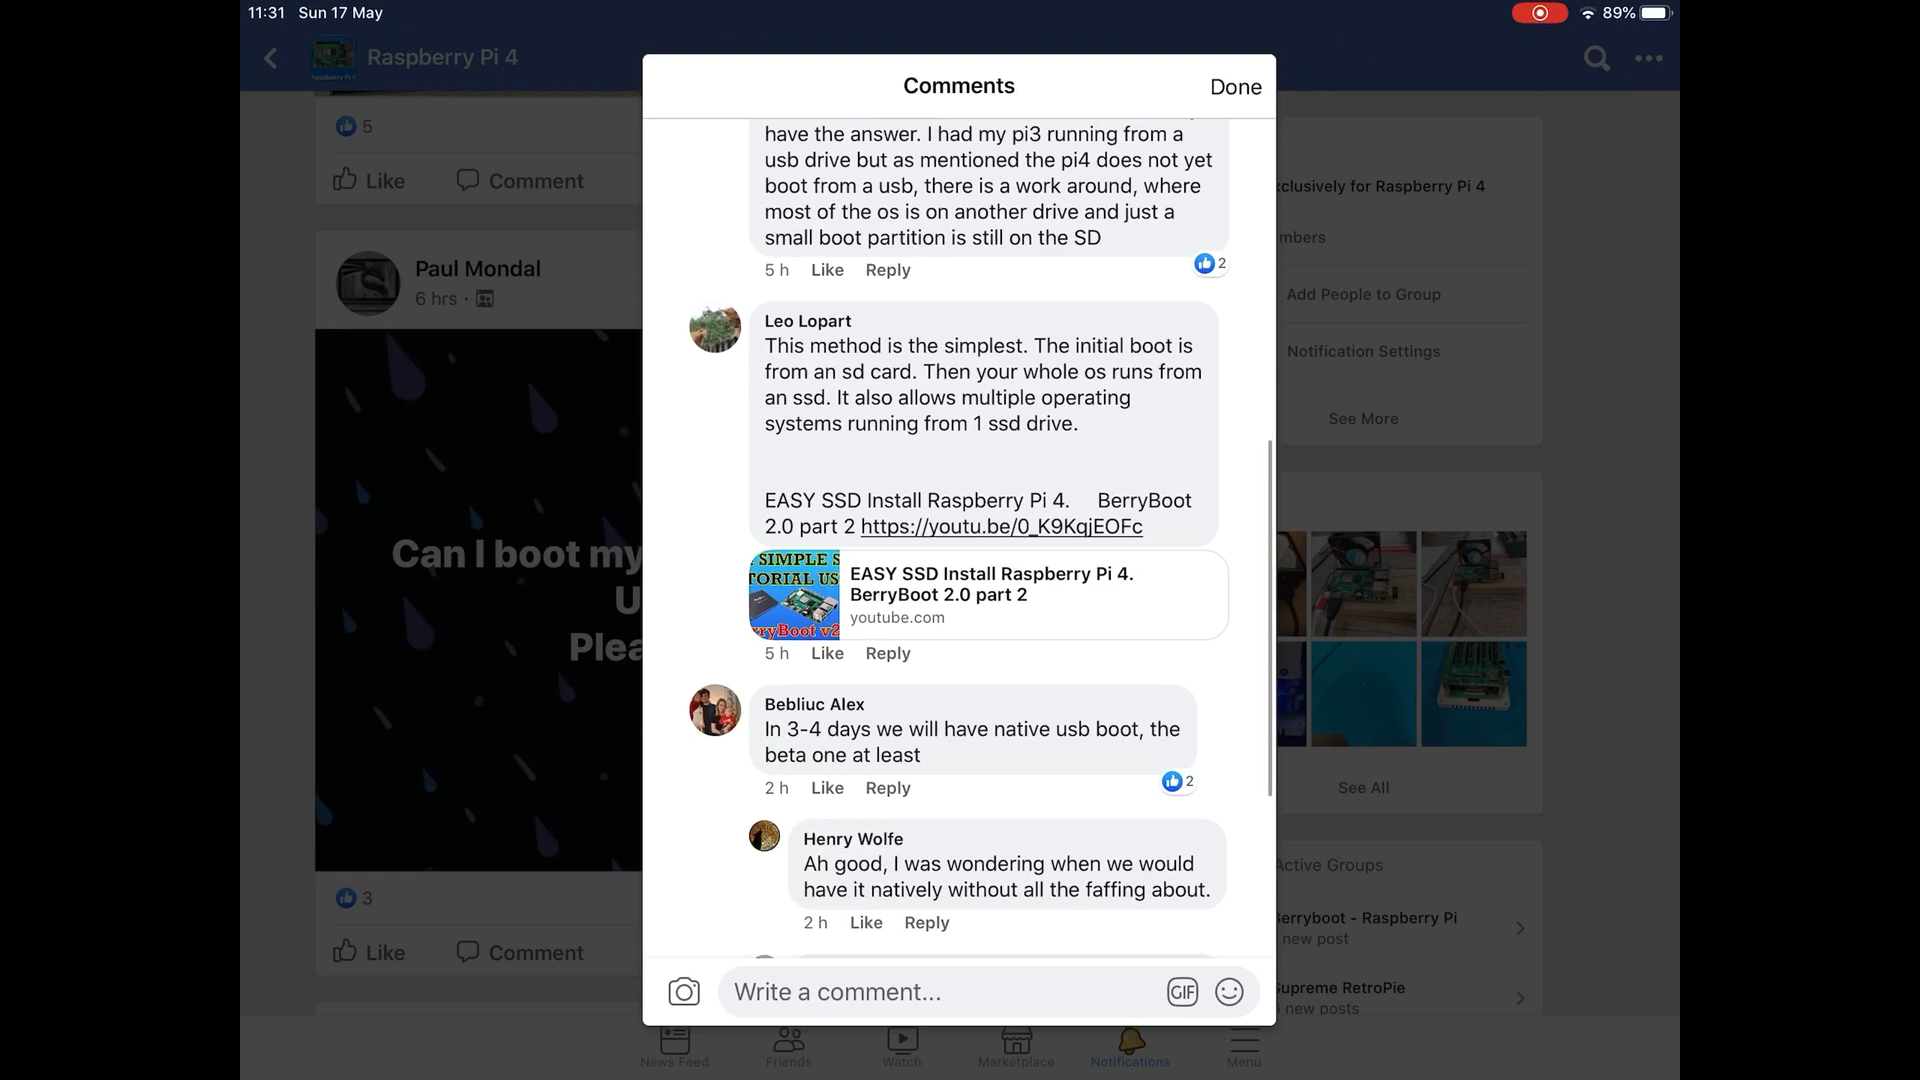 11:31 Sun 17 May
89%
Raspberry Pi 4
Comments
Done
5
Like Comment
Paul Mondal
6 hrs ·
Can I boot my
U
Plea
3
Like Comment
have the answer. I had my pi3 running from a
usb drive but as mentioned the pi4 does not yet
boot from a usb, there is a work around, where
most of the os is on another drive and just a
small boot partition is still on the SD
5 h Like Reply
2
Leo Lopart
This method is the simplest. The initial boot is
from an sd card. Then your whole os runs from
an ssd. It also allows multiple operating
systems running from 1 ssd drive.
EASY SSD Install Raspberry Pi 4. BerryBoot
2.0 part 2 https://youtu.be/0_K9KqjEOFc
SIMPLE S
TORIAL US
ryBoot v2
EASY SSD Install Raspberry Pi 4.
BerryBoot 2.0 part 2
youtube.com
5 h Like Reply
Bebliuc Alex
In 3-4 days we will have native usb boot, the
beta one at least
2 h Like Reply
2
Henry Wolfe
Ah good, I was wondering when we would
have it natively without all the faffing about.
2 h Like Reply
Write a comment...
GIF
xclusively for Raspberry Pi 4
mbers
Add People to Group
Notification Settings
See More
See All
Active Groups
Berryboot - Raspberry Pi
new post
Supreme RetroPie
new posts
News Feed
Friends
Watch
Marketplace
Notifications
Menu